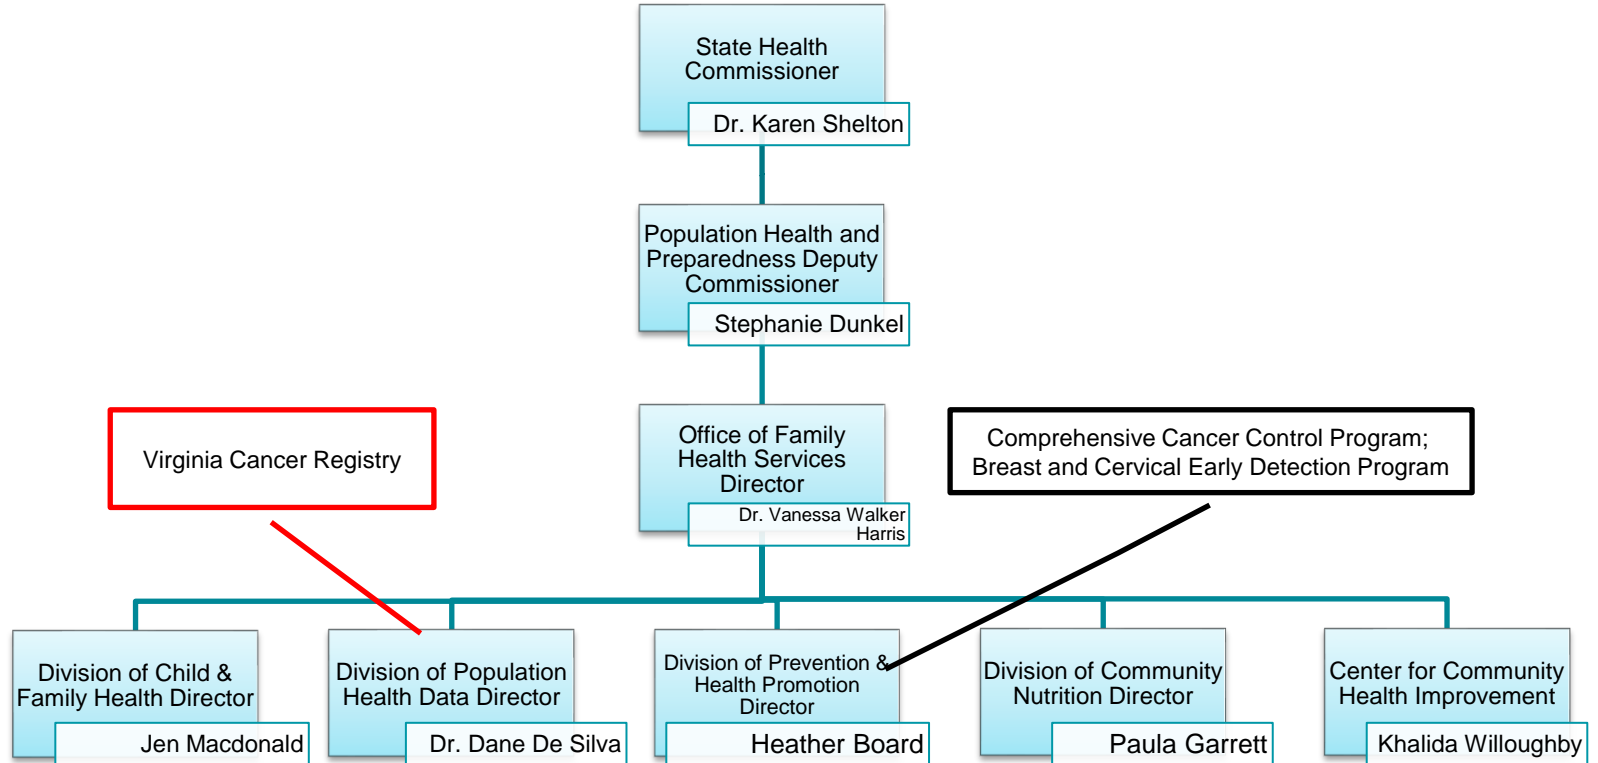 State Health
Commissioner
Dr. Karen Shelton
Population Health and
Preparedness Deputy
Commissioner
Stephanie Dunkel
Office of Family
Health Services
Director
Dr. Vanessa Walker
Harris
Virginia Cancer Registry
Comprehensive Cancer Control Program;
Breast and Cervical Early Detection Program
Division of Child &
Family Health Director
Jen Macdonald
Division of Population
Health Data Director
Dr. Dane De Silva
Division of Prevention &
Health Promotion
Director
Heather Board
Division of Community
Nutrition Director
Paula Garrett
Center for Community
Health Improvement
Khalida Willoughby